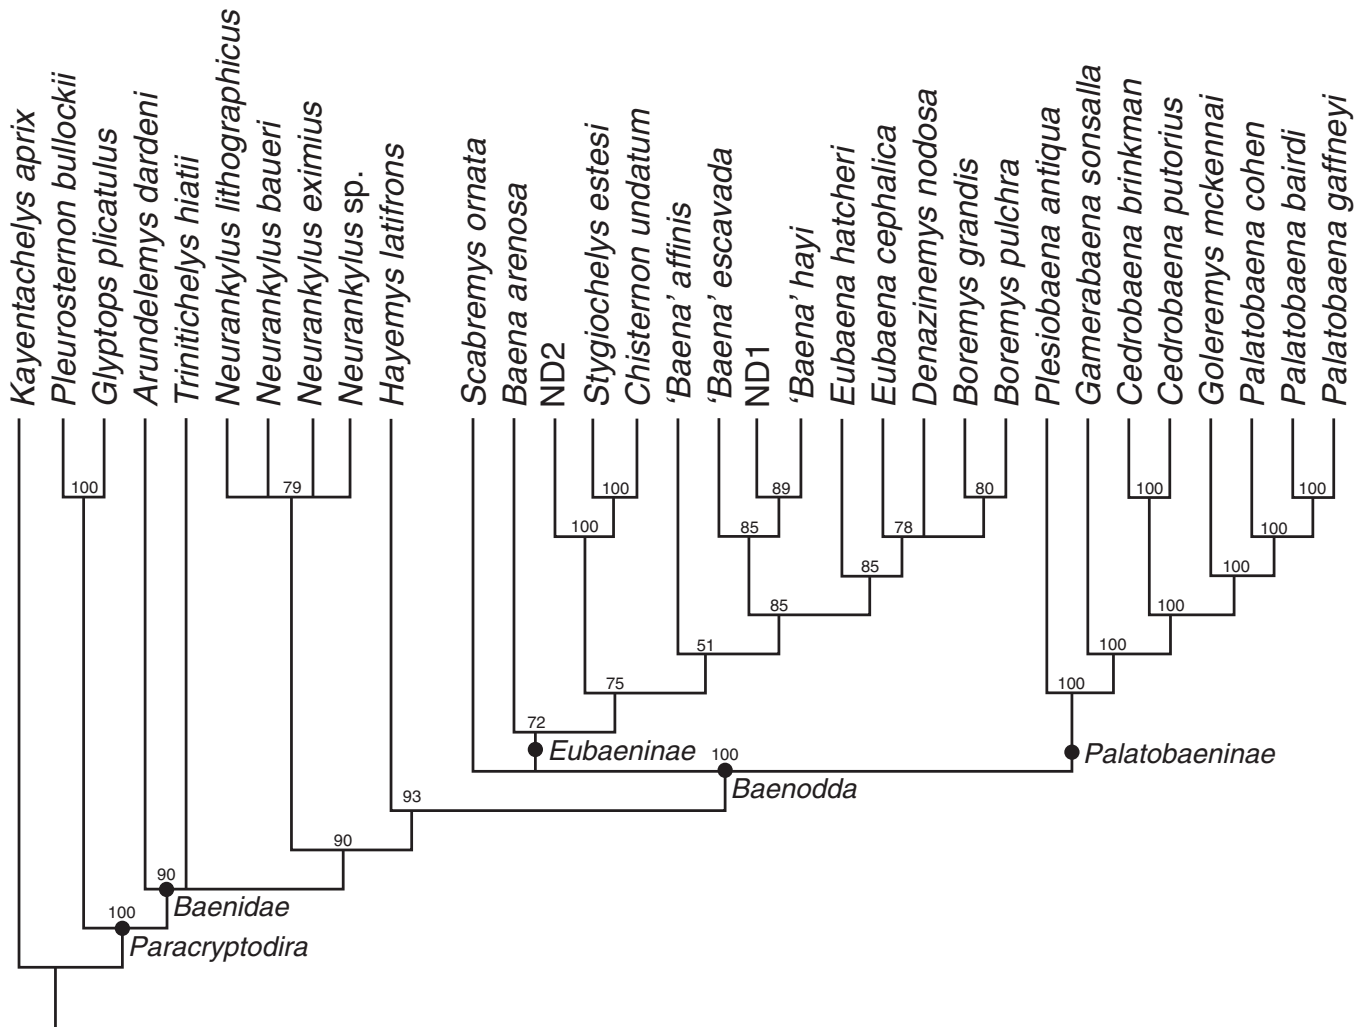 Kayentachelys aprix
Pleurosternon bullockii
Glyptops plicatulus
Arundelemys dardeni
Trinitichelys hiatii
Neurankylus lithographicus
Neurankylus baueri
Neurankylus eximius
Neurankylus sp.
Hayemys latifrons
Scabremys ornata
Baena arenosa
ND2
Stygiochelys estesi
Chisternon undatum
‘Baena’ affinis
‘Baena’ escavada
ND1
‘Baena’ hayi
Eubaena hatcheri
Eubaena cephalica
Denazinemys nodosa
Boremys grandis
Boremys pulchra
Plesiobaena antiqua
Gamerabaena sonsalla
Cedrobaena brinkman
Cedrobaena putorius
Goleremys mckennai
Palatobaena cohen
Palatobaena bairdi
Palatobaena gaffneyi
100
79
100
89
80
100
100
100
85
78
100
85
100
85
100
51
100
75
100
72
Eubaeninae
100
Palatobaeninae
Baenodda
93
90
90
Baenidae
100
Paracryptodira